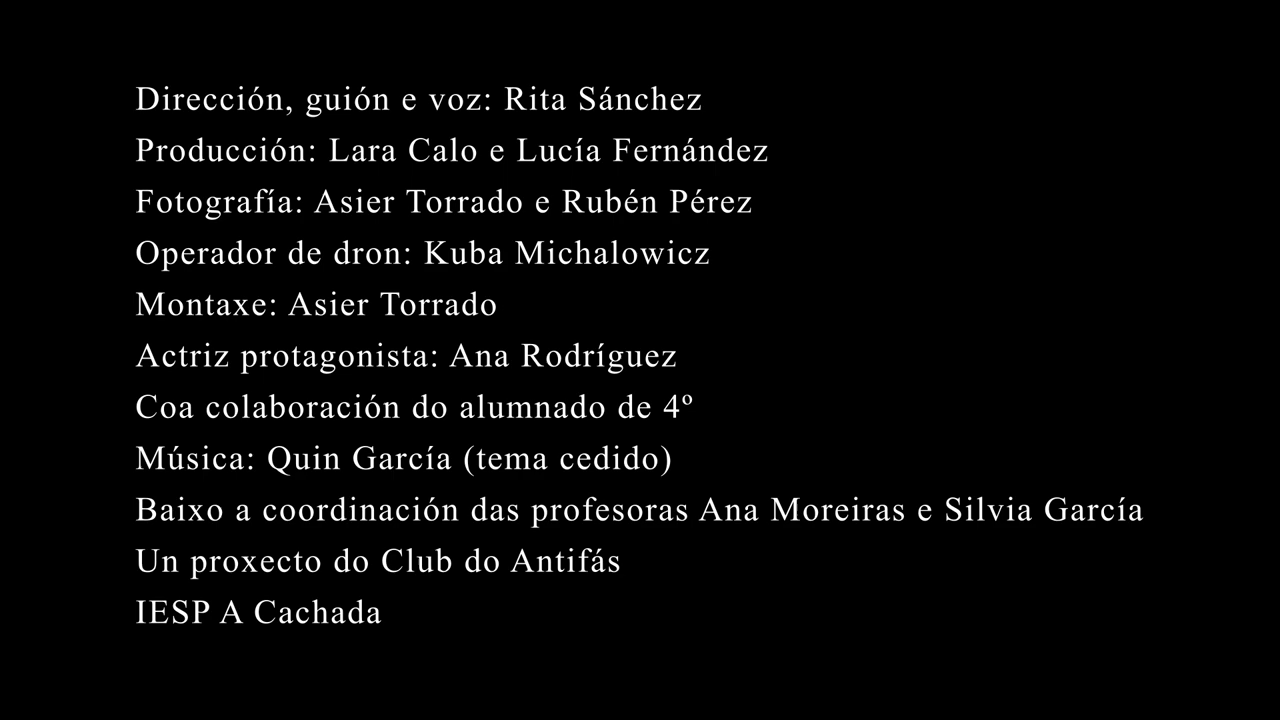 Dirección, guión e voz: Rita Sánchez
Producción: Lara Calo e Lucía Fernández
Fotografía: Asier Torrado e Rubén Pérez
Operador de dron: Kuba Michalowicz
Montaxe: Asier Torrado
Actriz protagonista: Ana Rodríguez
Coa colaboración do alumnado de 4º
Música: Quin García (tema cedido)
Baixo a coordinación das profesoras Ana Moreiras e Silvia García
Un proxecto do Club do Antifás
IESP A Cachada